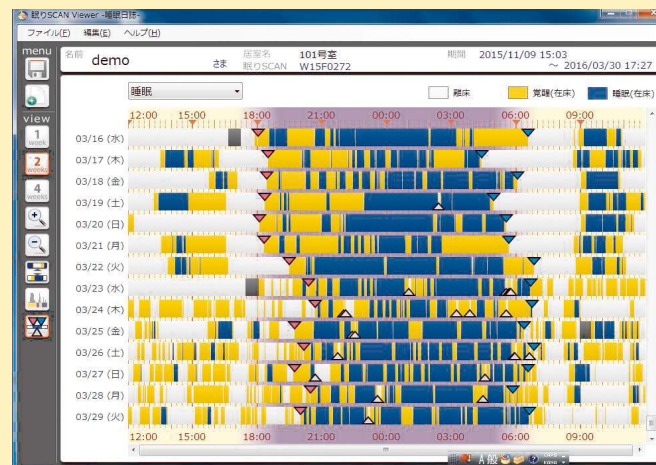 眠りSCAN Viewer -睡眠日誌-
ファイル(F) 編集(E) ヘルプ(H)
menu
名前 demo さま 居室名 101号室 期間 2015/11/09 15:03
眠りSCAN W15F0272 ～ 2016/03/30 17:27
睡眠 離床 覚醒(在床) 睡眠(在床)
view
1 week
2 weeks
4 weeks
12:00 15:00 18:00 21:00 00:00 03:00 06:00 09:00
03/16 (水)
03/17 (木)
03/18 (金)
03/19 (土)
03/20 (日)
03/21 (月)
03/22 (火)
03/23 (水)
03/24 (木)
03/25 (金)
03/26 (土)
03/27 (日)
03/28 (月)
03/29 (火)
12:00 15:00 18:00 21:00 00:00 03:00 06:00 09:00
A 般